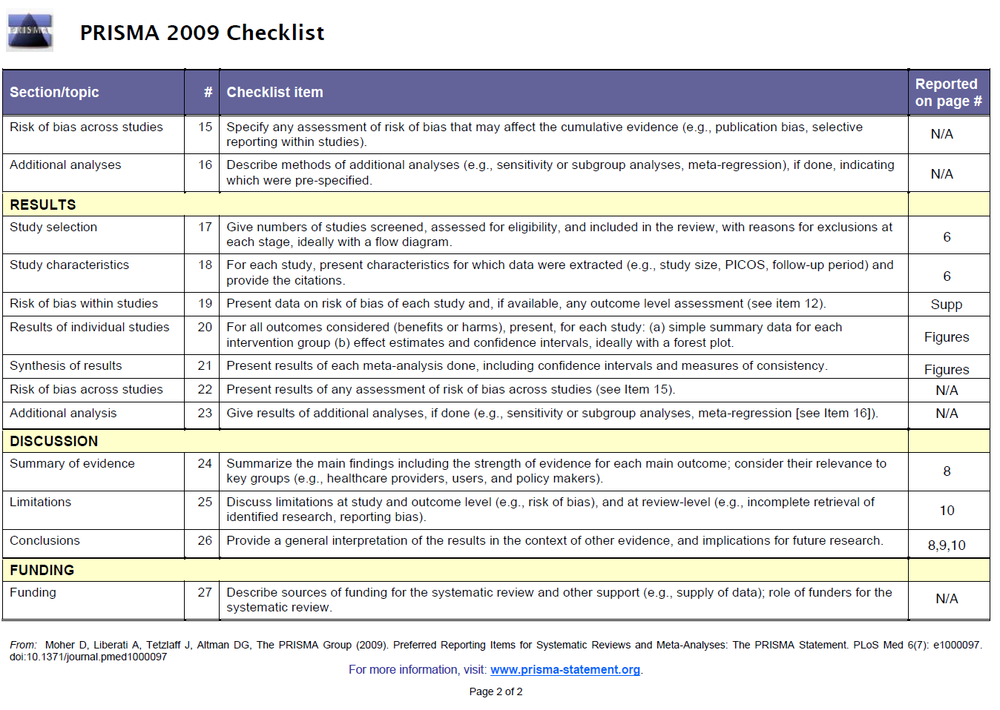 PRISMA
PRISMA 2009 Checklist
Section/topic # Checklist item Reported on page #
Risk of bias across studies 15 Specify any assessment of risk of bias that may affect the cumulative evidence (e.g., publication bias, selective
reporting within studies). N/A
Additional analyses 16 Describe methods of additional analyses (e.g., sensitivity or subgroup analyses, meta-regression), if done, indicating
which were pre-specified. N/A
RESULTS
Study selection 17 Give numbers of studies screened, assessed for eligibility, and included in the review, with reasons for exclusions at
each stage, ideally with a flow diagram. 6
Study characteristics 18 For each study, present characteristics for which data were extracted (e.g., study size, PICOS, follow-up period) and
provide the citations. 6
Risk of bias within studies 19 Present data on risk of bias of each study and, if available, any outcome level assessment (see item 12). Supp
Results of individual studies 20 For all outcomes considered (benefits or harms), present, for each study: (a) simple summary data for each
intervention group (b) effect estimates and confidence intervals, ideally with a forest plot. Figures
Synthesis of results 21 Present results of each meta-analysis done, including confidence intervals and measures of consistency. Figures
Risk of bias across studies 22 Present results of any assessment of risk of bias across studies (see Item 15). N/A
Additional analysis 23 Give results of additional analyses, if done (e.g., sensitivity or subgroup analyses, meta-regression [see Item 16]). N/A
DISCUSSION
Summary of evidence 24 Summarize the main findings including the strength of evidence for each main outcome; consider their relevance to
key groups (e.g., healthcare providers, users, and policy makers). 8
Limitations 25 Discuss limitations at study and outcome level (e.g., risk of bias), and at review-level (e.g., incomplete retrieval of
identified research, reporting bias). 10
Conclusions 26 Provide a general interpretation of the results in the context of other evidence, and implications for future research. 8,9,10
FUNDING
Funding 27 Describe sources of funding for the systematic review and other support (e.g., supply of data); role of funders for the
systematic review. N/A
From: Moher D, Liberati A, Tetzlaff J, Altman DG, The PRISMA Group (2009). Preferred Reporting Items for Systematic Reviews and Meta-Analyses: The PRISMA Statement. PLoS Med 6(7): e1000097.
doi:10.1371/journal.pmed1000097
For more information, visit: www.prisma-statement.org.
Page 2 of 2